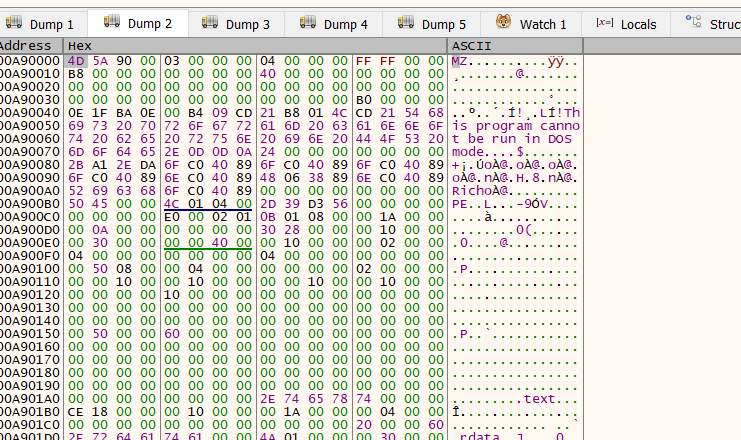 Dump 1 Dump 2 Dump 3 Dump 4 Dump 5 Watch 1 [x=] Locals Struc
Address Hex ASCII
00A90000 4D 5A 90 00 03 00 00 00 04 00 00 00 FF FF 00 00 MZ..........ÿÿ..
00A90010 B8 00 00 00 00 00 00 00 40 00 00 00 00 00 00 00 ¸.......@.......
00A90020 00 00 00 00 00 00 00 00 00 00 00 00 00 00 00 00 ................
00A90030 00 00 00 00 00 00 00 00 00 00 00 00 B0 00 00 00 ............°...
00A90040 0E 1F BA 0E 00 B4 09 CD 21 B8 01 4C CD 21 54 68 ..º..´.Í!¸.LÍ!Th
00A90050 69 73 20 70 72 6F 67 72 61 6D 20 63 61 6E 6E 6F is program canno
00A90060 74 20 62 65 20 72 75 6E 20 69 6E 20 44 4F 53 20 t be run in DOS
00A90070 6D 6F 64 65 2E 0D 0D 0A 24 00 00 00 00 00 00 00 mode....$.......
00A90080 2B A1 2E DA 6F C0 40 89 6F C0 40 89 6F C0 40 89 +¡.ÚoÀ@.oÀ@.oÀ@.
00A90090 6F C0 40 89 6E C0 40 89 48 06 38 89 6E C0 40 89 oÀ@.nÀ@.H.8.nÀ@.
00A900A0 52 69 63 68 6F C0 40 89 00 00 00 00 00 00 00 00 RichoÀ@.........
00A900B0 50 45 00 00 4C 01 04 00 2D 39 D3 56 00 00 00 00 PE..L...-9ÓV....
00A900C0 00 00 00 00 E0 00 02 01 0B 01 08 00 00 1A 00 00 ....à...........
00A900D0 00 0A 00 00 00 00 00 00 30 28 00 00 00 10 00 00 ........0(......
00A900E0 00 30 00 00 00 00 40 00 00 10 00 00 00 02 00 00 .0....@.........
00A900F0 04 00 00 00 00 00 00 00 04 00 00 00 00 00 00 00 ................
00A90100 00 50 08 00 00 04 00 00 00 00 00 00 02 00 00 00 .P..............
00A90110 00 00 10 00 00 10 00 00 00 00 10 00 00 10 00 00 ................
00A90120 00 00 00 00 10 00 00 00 00 00 00 00 00 00 00 00 ................
00A90130 00 00 00 00 00 00 00 00 00 00 00 00 00 00 00 00 ................
00A90140 00 00 00 00 00 00 00 00 00 00 00 00 00 00 00 00 ................
00A90150 00 50 00 00 60 00 00 00 00 00 00 00 00 00 00 00 .P..`...........
00A90160 00 00 00 00 00 00 00 00 00 00 00 00 00 00 00 00 ................
00A90170 00 00 00 00 00 00 00 00 00 00 00 00 00 00 00 00 ................
00A90180 00 00 00 00 00 00 00 00 00 00 00 00 00 00 00 00 ................
00A90190 00 00 00 00 00 00 00 00 00 00 00 00 00 00 00 00 ................
00A901A0 00 00 00 00 00 00 00 00 2E 74 65 78 74 00 00 00 .........text...
00A901B0 CE 18 00 00 00 10 00 00 00 1A 00 00 00 04 00 00 Î...............
00A901C0 00 00 00 00 00 00 00 00 00 00 00 00 20 00 00 60 ............ ..`
00A901D0 2E 72 64 61 74 61 00 00 4A 01 00 00 00 30 00 00 .rdata..J....0..